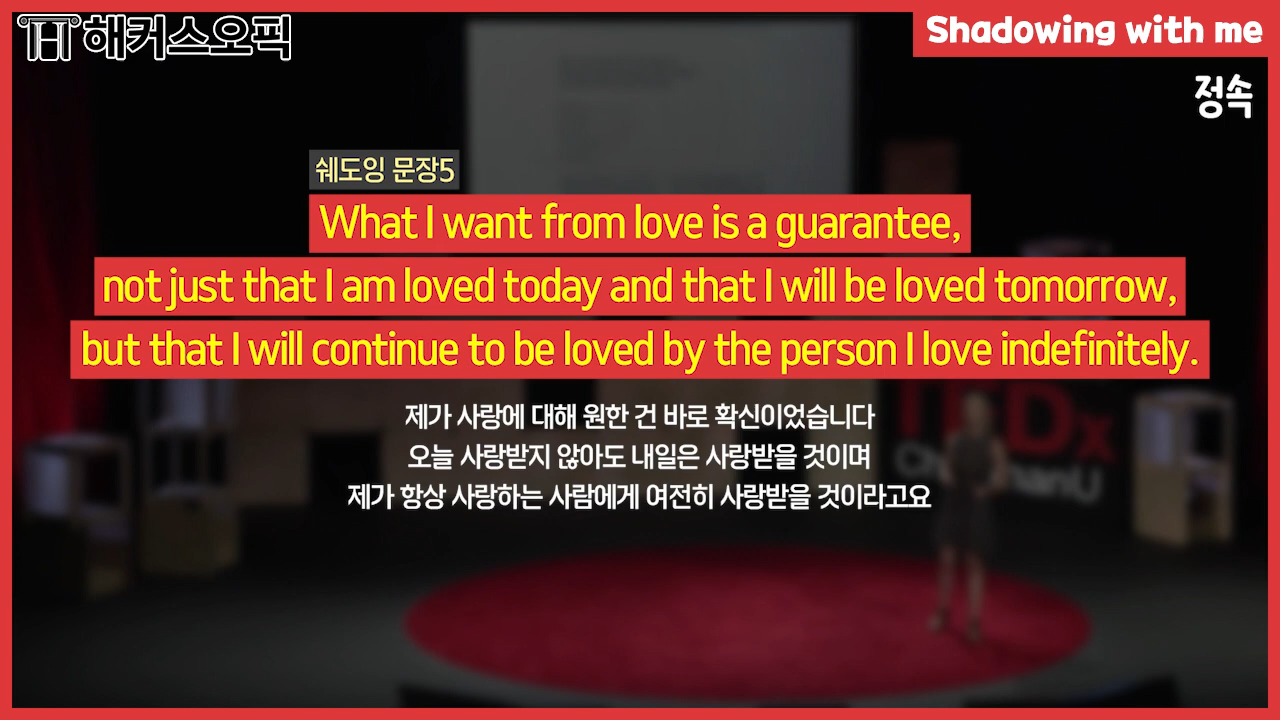 해커스오픽
Shadowing with me
정속
쉐도잉 문장5
What I want from love is a guarantee,
not just that I am loved today and that I will be loved tomorrow,
but that I will continue to be loved by the person I love indefinitely.
제가 사랑에 대해 원한 건 바로 확신이었습니다
오늘 사랑받지 않아도 내일은 사랑받을 것이며
제가 항상 사랑하는 사람에게 여전히 사랑받을 것이라고요
TEDx